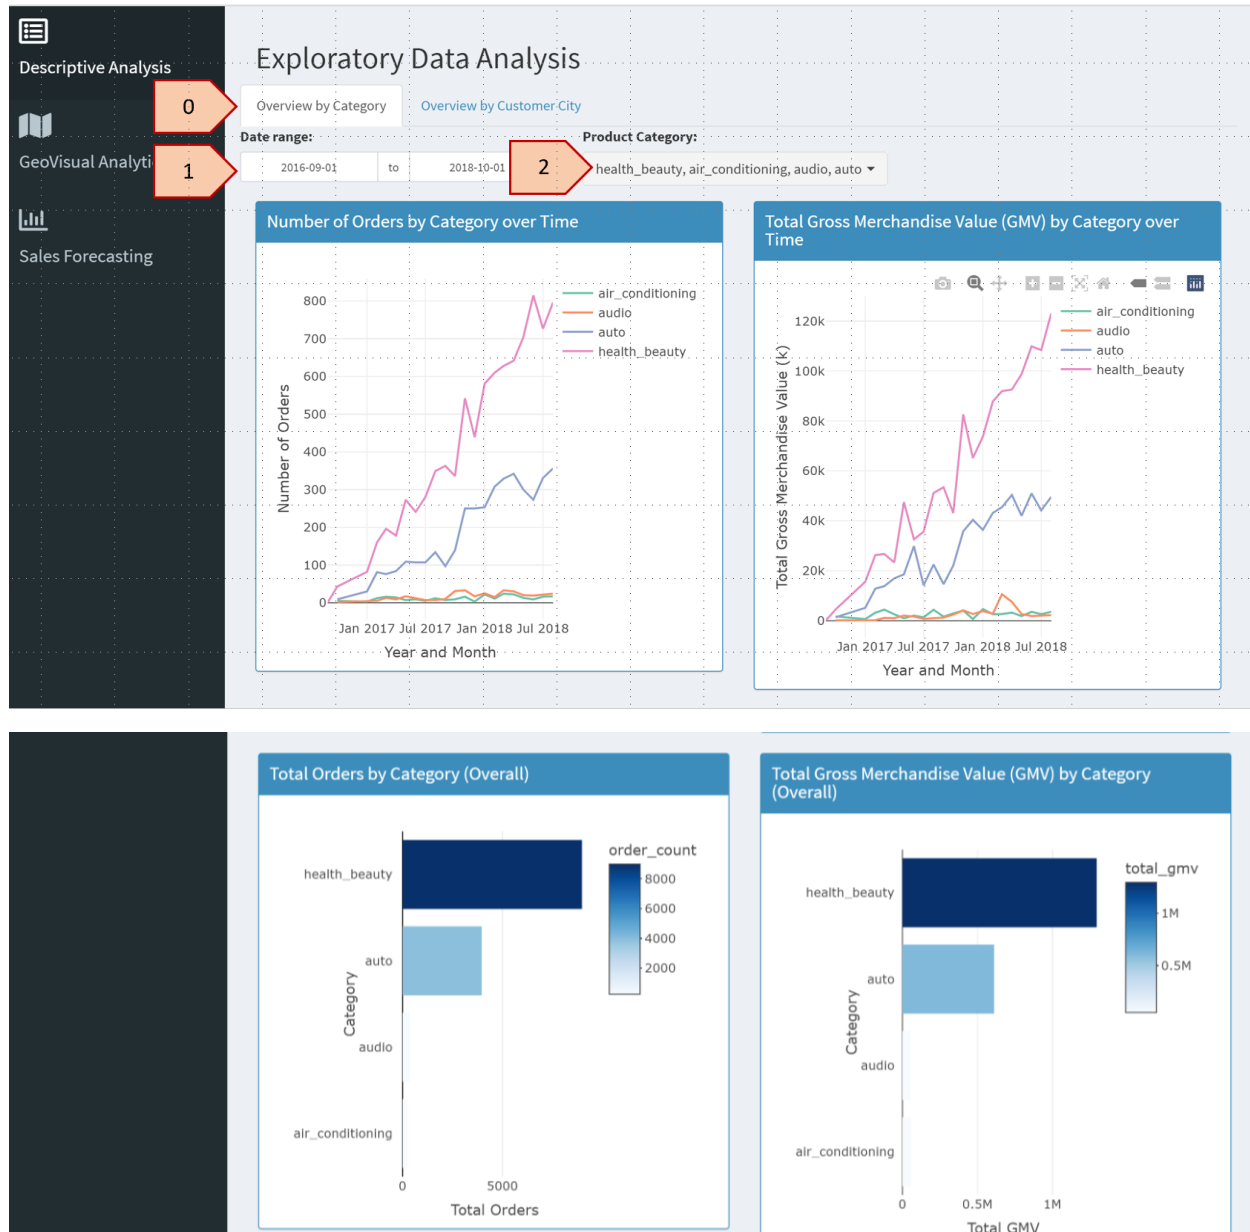 Descriptive Analysis
GeoVisual Analyti
Sales Forecasting
Exploratory Data Analysis
0
Overview by Category
Overview by Customer City
Date range:
Product Category:
1
2016-09-01
to
2018-10-01
2
health_beauty, air_conditioning, audio, auto
Number of Orders by Category over Time
800
700
600
500
400
300
200
100
0
Number of Orders
Jan 2017
Jul 2017
Jan 2018
Jul 2018
Year and Month
air_conditioning
audio
auto
health_beauty
Total Gross Merchandise Value (GMV) by Category over
Time
120k
100k
80k
60k
40k
20k
0
Total Gross Merchandise Value (k)
Jan 2017
Jul 2017
Jan 2018
Jul 2018
Year and Month
air_conditioning
audio
auto
health_beauty
Total Orders by Category (Overall)
health_beauty
auto
audio
air_conditioning
Category
0
5000
Total Orders
order_count
8000
6000
4000
2000
Total Gross Merchandise Value (GMV) by Category
(Overall)
health_beauty
auto
audio
air_conditioning
Category
0
0.5M
1M
Total GMV
total_gmv
1M
0.5M